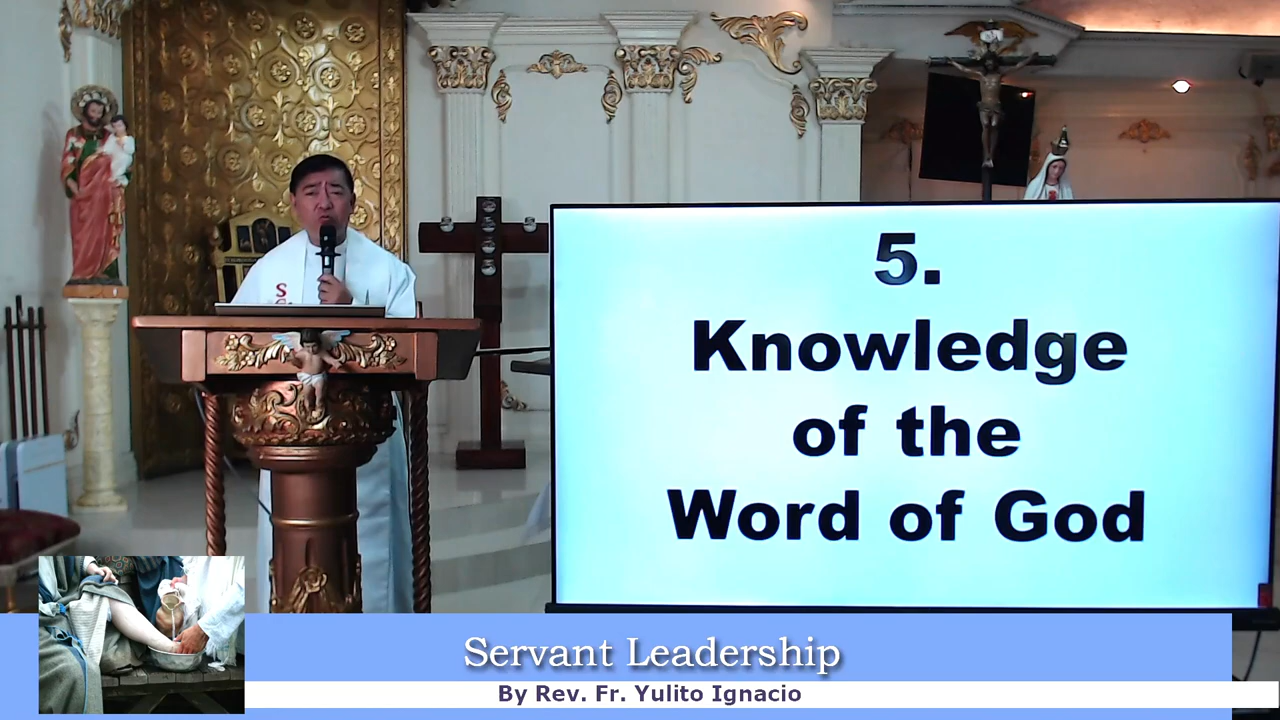 5.
Knowledge
of the
Word of God
S
Servant Leadership
By Rev. Fr. Yulito Ignacio